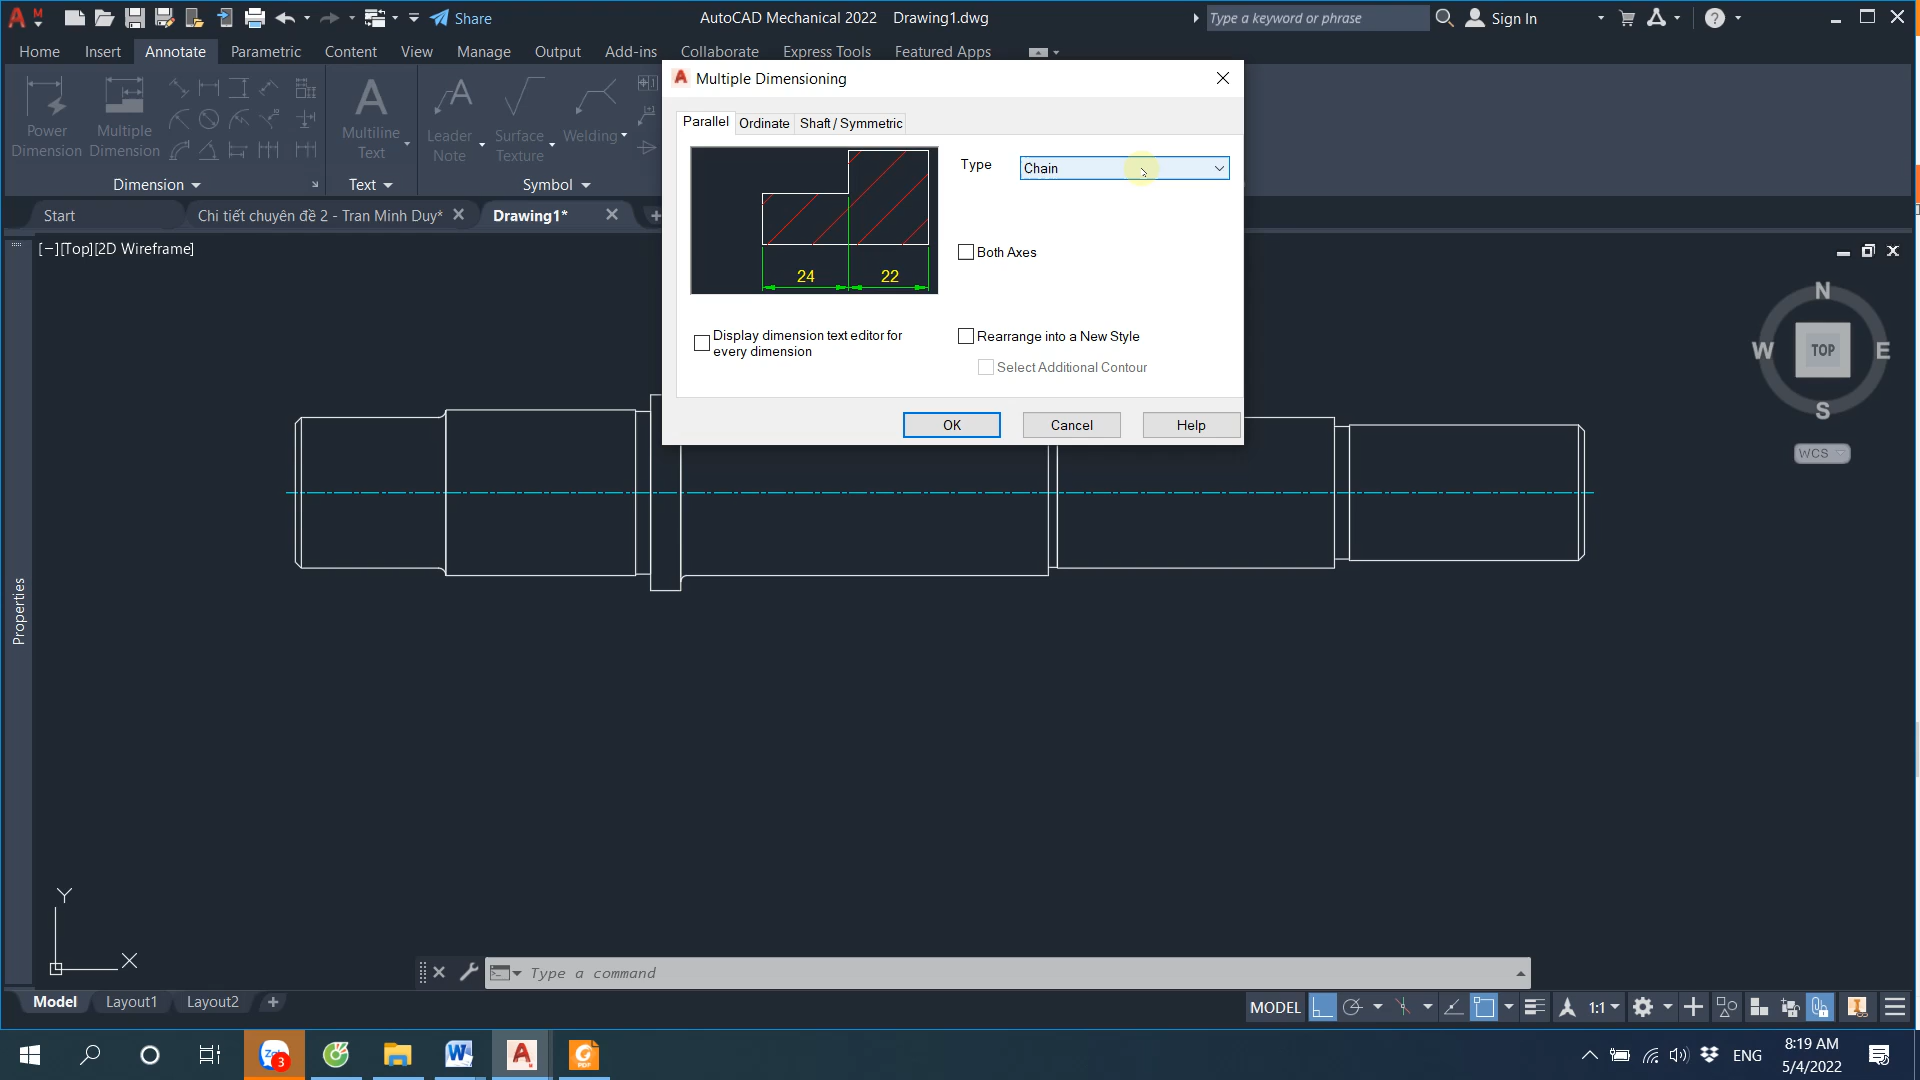 A M
Share
AutoCAD Mechanical 2022 Drawing1.dwg
Type a keyword or phrase
Sign In
Home Insert Annotate Parametric Content View Manage Output Add-ins Collaborate Express Tools Featured Apps
Power Dimension
Multiple Dimension
Multiline Text
Leader Note
Surface Texture
Welding
Dimension
Text
Symbol
Start
Chi tiết chuyên đề 2 - Tran Minh Duy*
Drawing1*
[−][Top][2D Wireframe]
Multiple Dimensioning
Parallel Ordinate Shaft / Symmetric
Type
Chain
24 22
Both Axes
Display dimension text editor for
every dimension
Rearrange into a New Style
Select Additional Contour
OK Cancel Help
N
W TOP E
S
WCS
Properties
Y
X
Type a command
Model Layout1 Layout2
MODEL
1:1
3
ENG
8:19 AM
5/4/2022